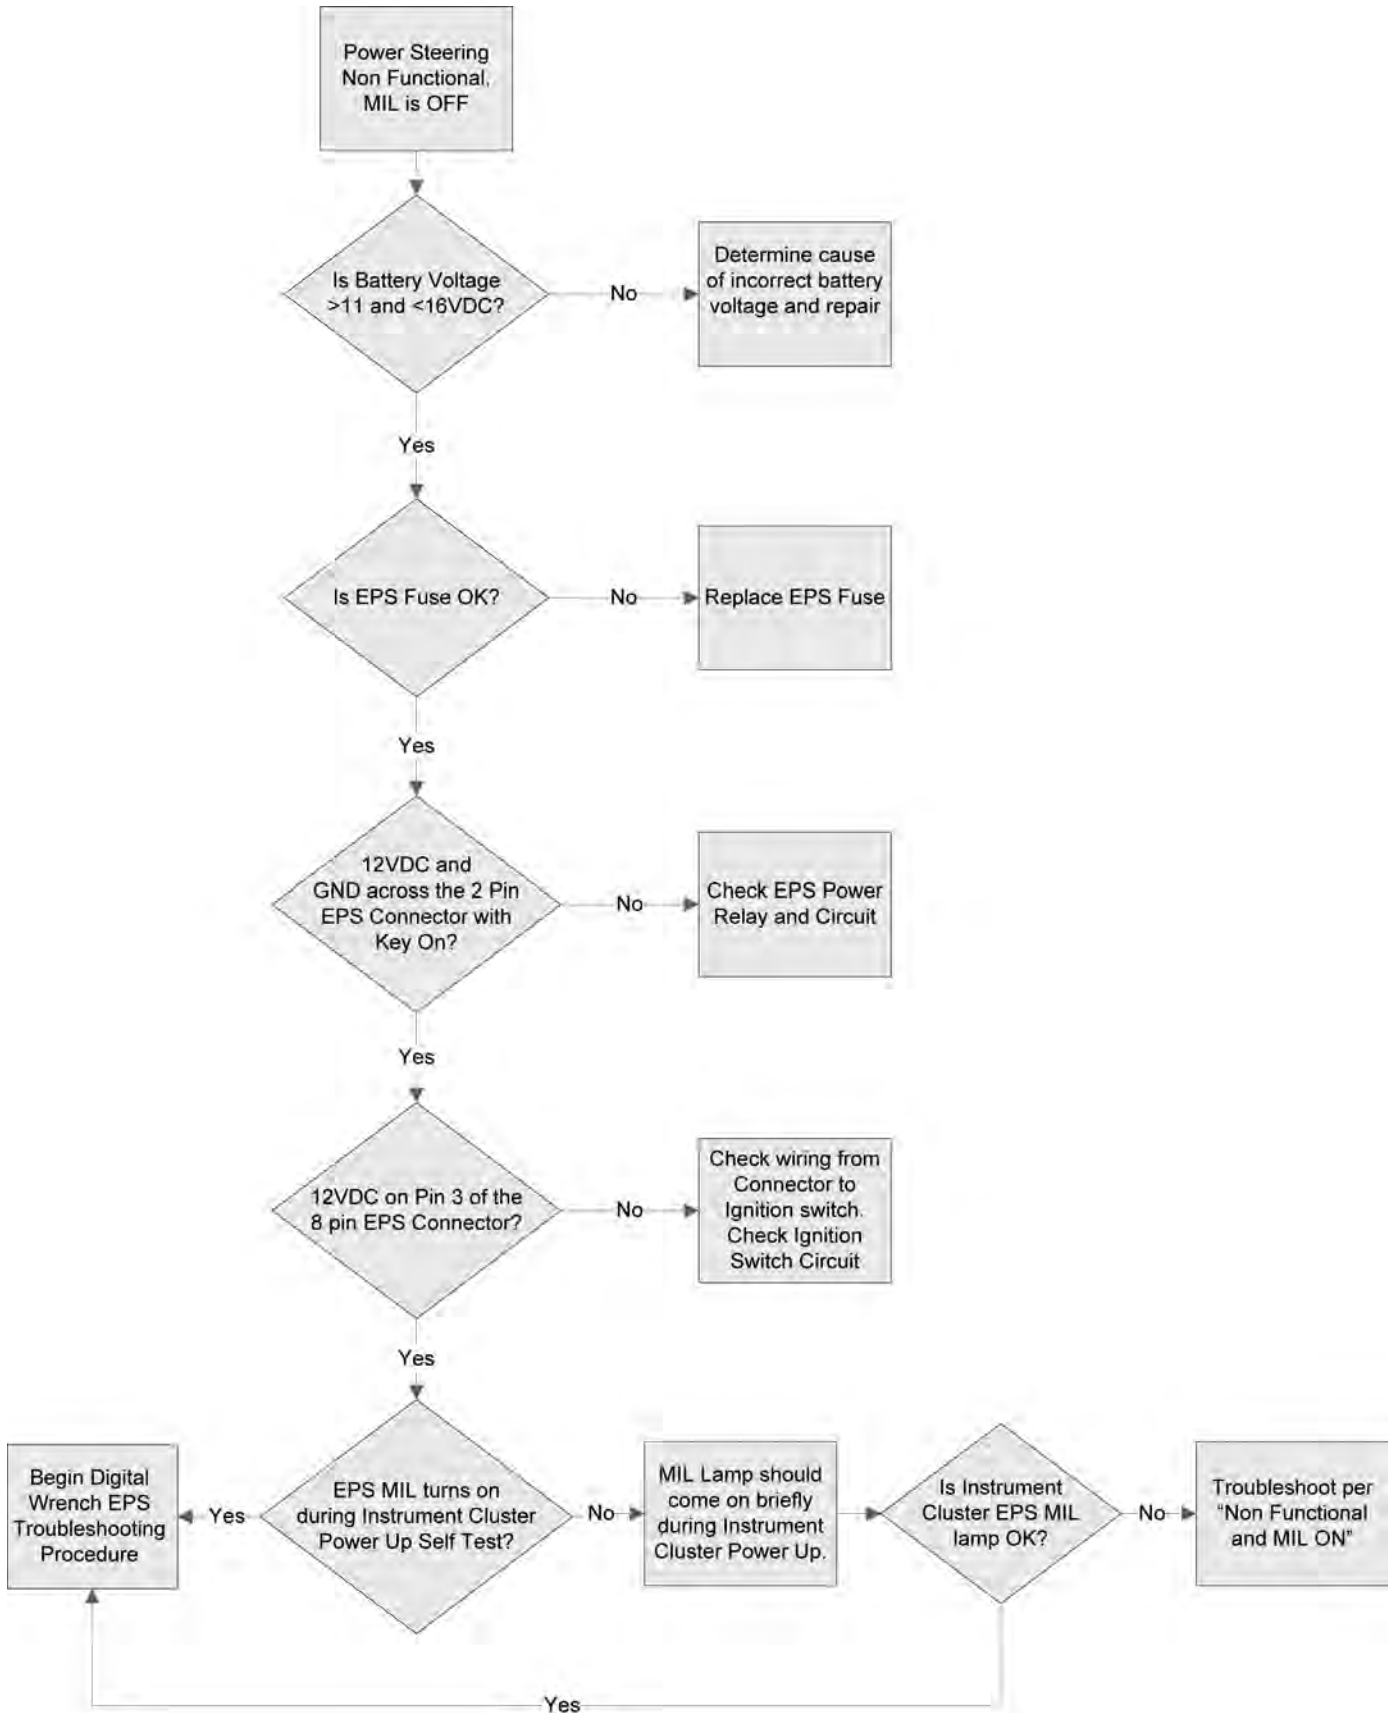 Power Steering
Non Functional,
MIL is OFF
Is Battery Voltage
>11 and <16VDC?
No
Determine cause
of incorrect battery
voltage and repair
Yes
Is EPS Fuse OK?
No
Replace EPS Fuse
Yes
12VDC and
GND across the 2 Pin
EPS Connector with
Key On?
No
Check EPS Power
Relay and Circuit
Yes
12VDC on Pin 3 of the
8 pin EPS Connector?
No
Check wiring from
Connector to
Ignition switch.
Check Ignition
Switch Circuit
Yes
Begin Digital
Wrench EPS
Troubleshooting
Procedure
Yes
EPS MIL turns on
during Instrument Cluster
Power Up Self Test?
No
MIL Lamp should
come on briefly
during Instrument
Cluster Power Up.
Is Instrument
Cluster EPS MIL
lamp OK?
No
Troubleshoot per
“Non Functional
and MIL ON”
Yes